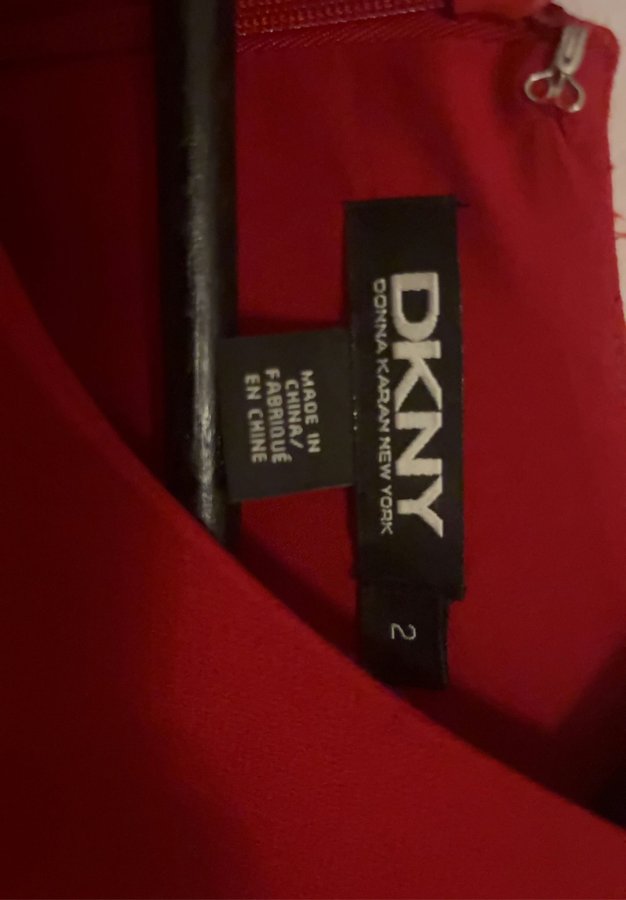 DKNY
DONNA KARAN NEW YORK
2
MADE IN
CHINA/
FABRIQUÉ
EN CHINE